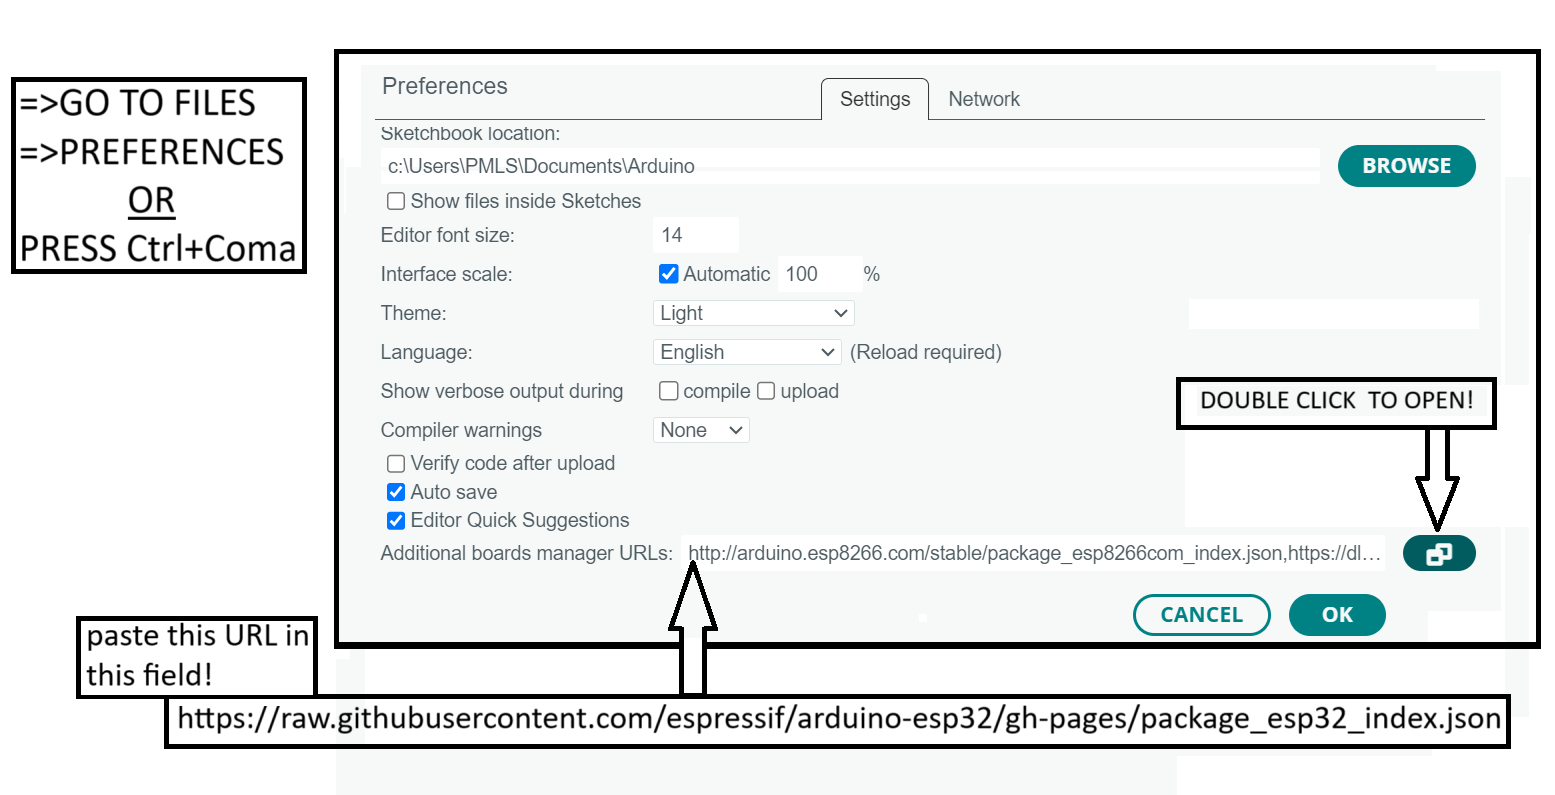 =>GO TO FILES
=>PREFERENCES
OR
PRESS Ctrl+Coma
Preferences
Settings
Network
Sketchbook location:
c:\Users\PMLS\Documents\Arduino
BROWSE
Show files inside Sketches
Editor font size:
14
Interface scale:
Automatic 100 %
Theme:
Light
Language:
English
(Reload required)
Show verbose output during
compile
upload
Compiler warnings
None
Verify code after upload
Auto save
Editor Quick Suggestions
DOUBLE CLICK TO OPEN!
Additional boards manager URLs:
http://arduino.esp8266.com/stable/package_esp8266com_index.json,https://dl…
CANCEL
OK
paste this URL in
this field!
https://raw.githubusercontent.com/espressif/arduino-esp32/gh-pages/package_esp32_index.json